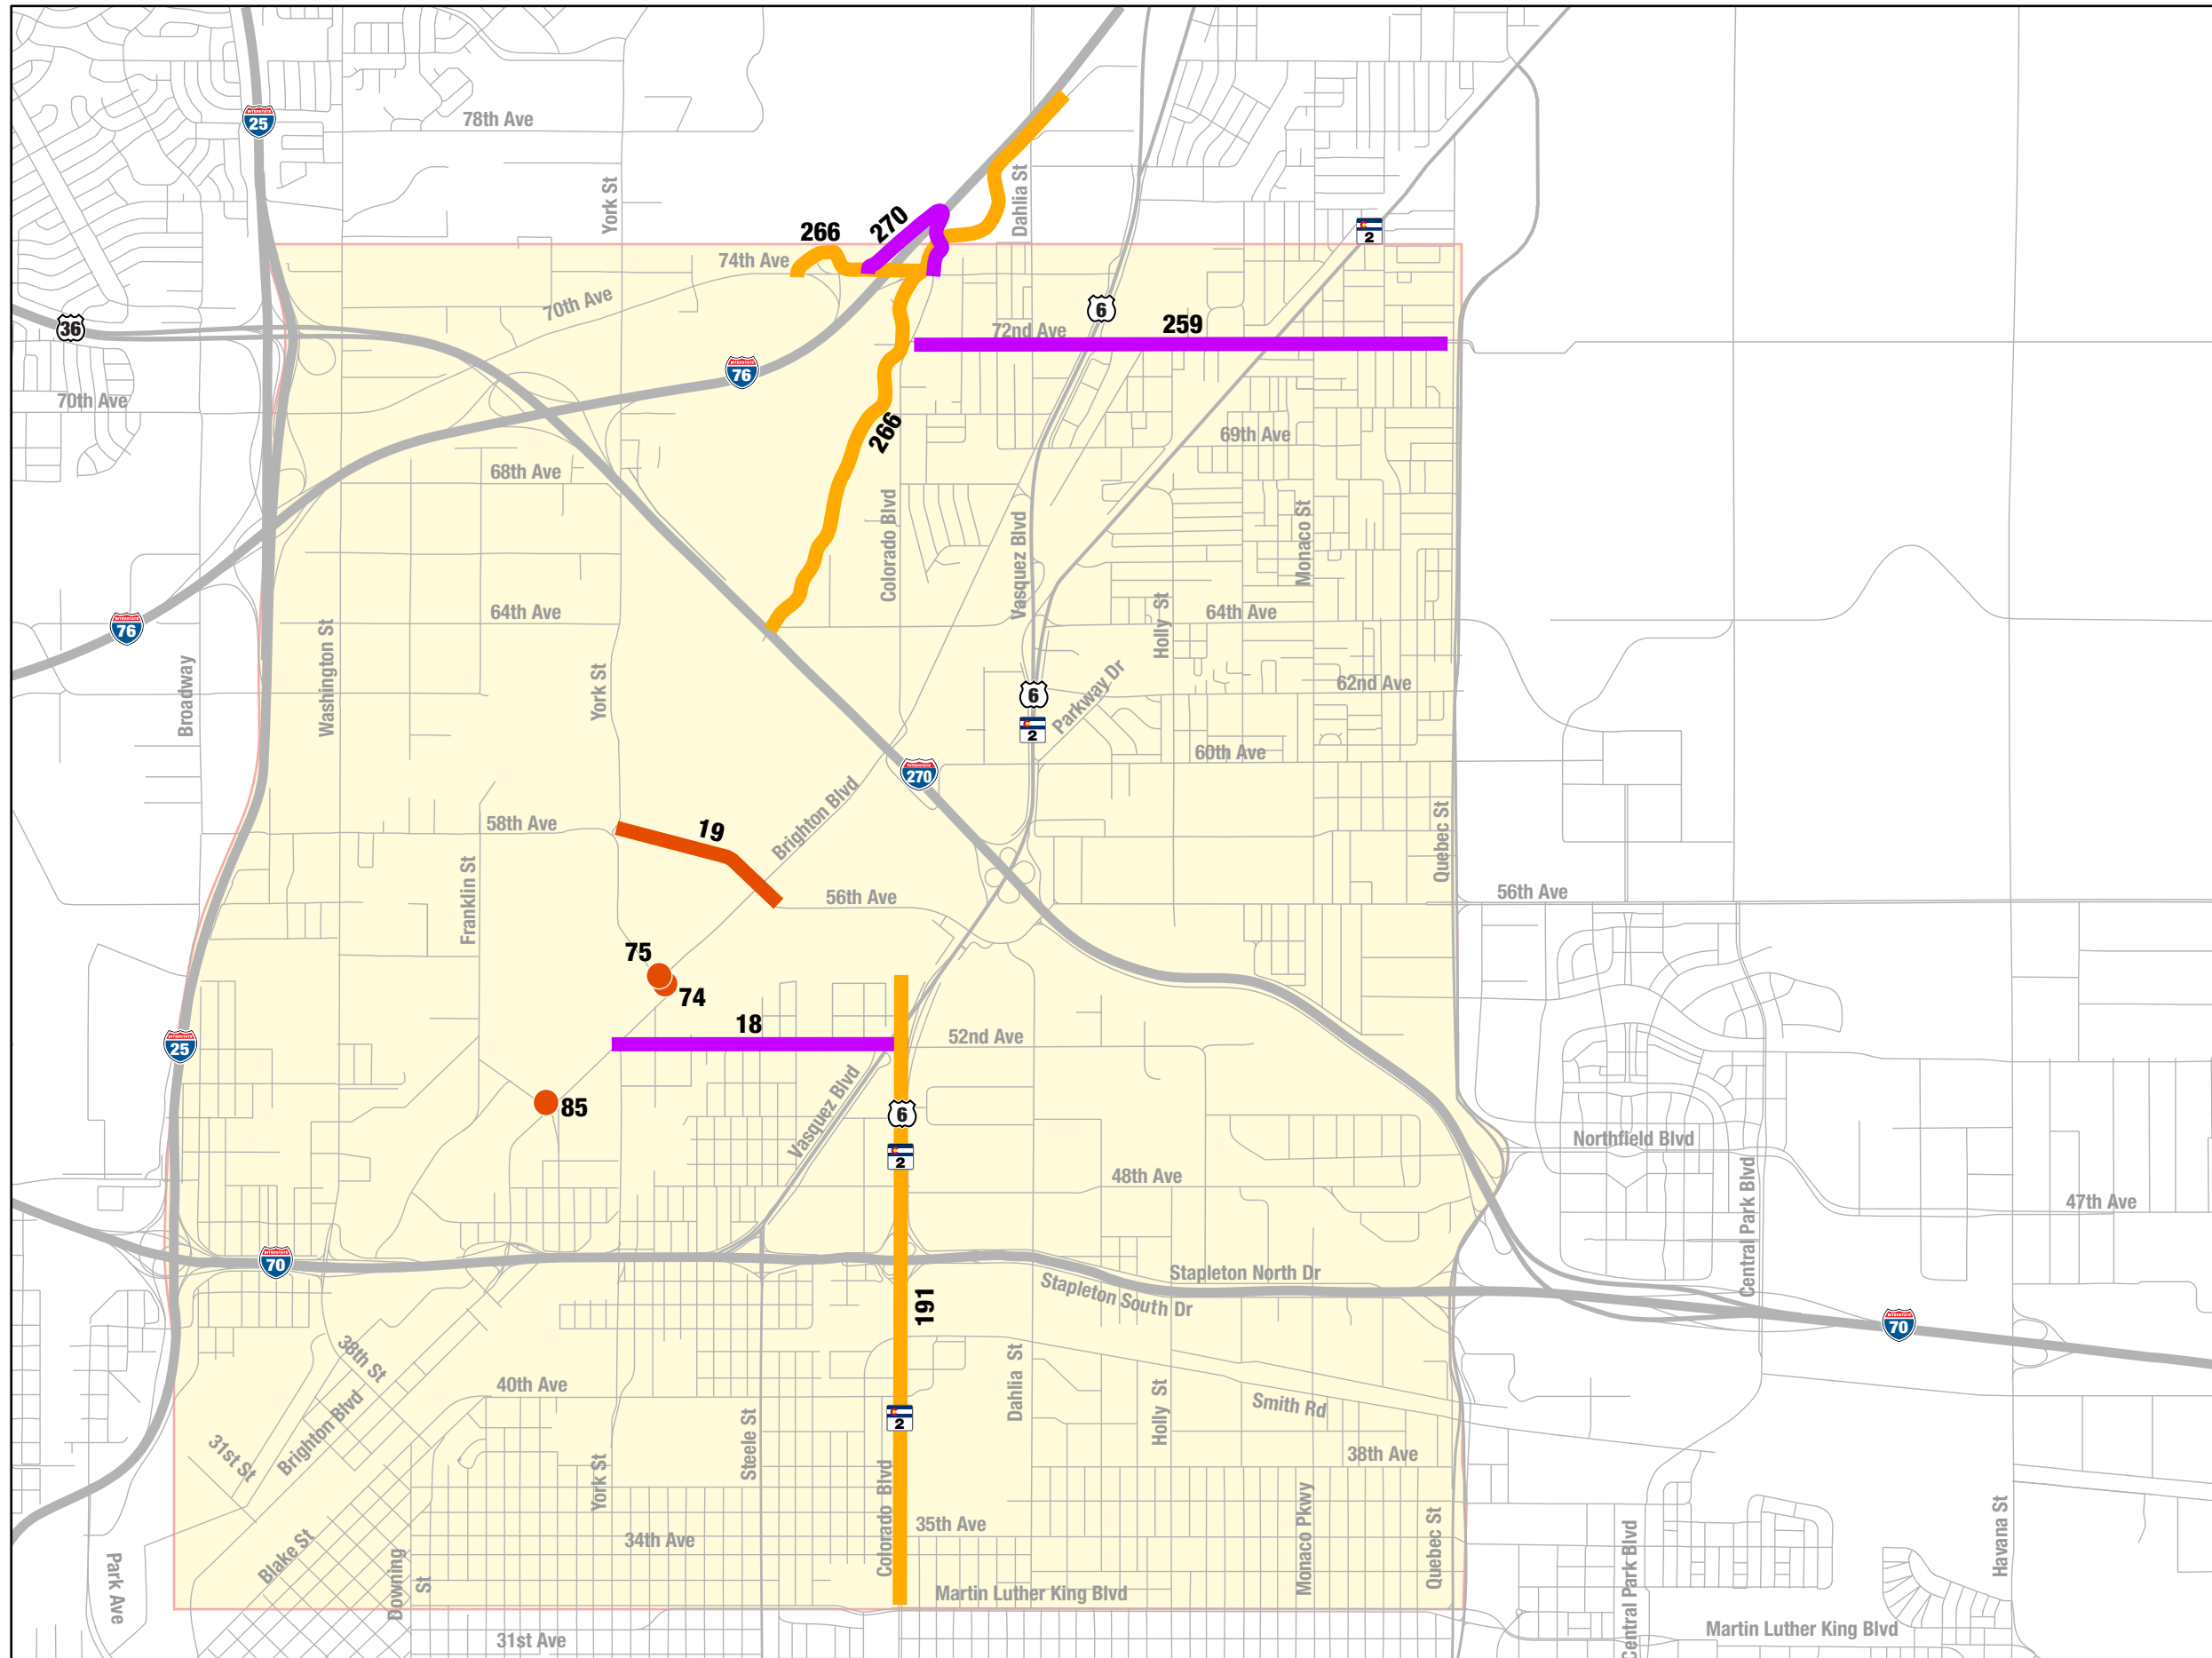 INTERSTATE
25
78th Ave
York St
Dahlia St
2
266
270
74th Ave
70th Ave
36
6
72nd Ave
259
INTERSTATE
76
70th Ave
266
69th Ave
68th Ave
Colorado Blvd
Vasquez Blvd
Monaco St
64th Ave
Holly St
64th Ave
INTERSTATE
76
Broadway
Washington St
York St
6
2
Parkway Dr
62nd Ave
60th Ave
INTERSTATE
270
Brighton Blvd
58th Ave
19
Quebec St
Franklin St
56th Ave
56th Ave
75
74
18
52nd Ave
INTERSTATE
25
Vasquez Blvd
85
6
2
Northfield Blvd
48th Ave
Central Park Blvd
47th Ave
INTERSTATE
70
Stapleton North Dr
Stapleton South Dr
191
INTERSTATE
70
38th St
40th Ave
Dahlia St
Holly St
Smith Rd
Brighton Blvd
31st St
Steele St
2
38th Ave
York St
Colorado Blvd
Monaco Pkwy
Quebec St
Havana St
35th Ave
34th Ave
Blake St
Park Ave
Downing
St
Martin Luther King Blvd
Central Park Blvd
31st Ave
Martin Luther King Blvd